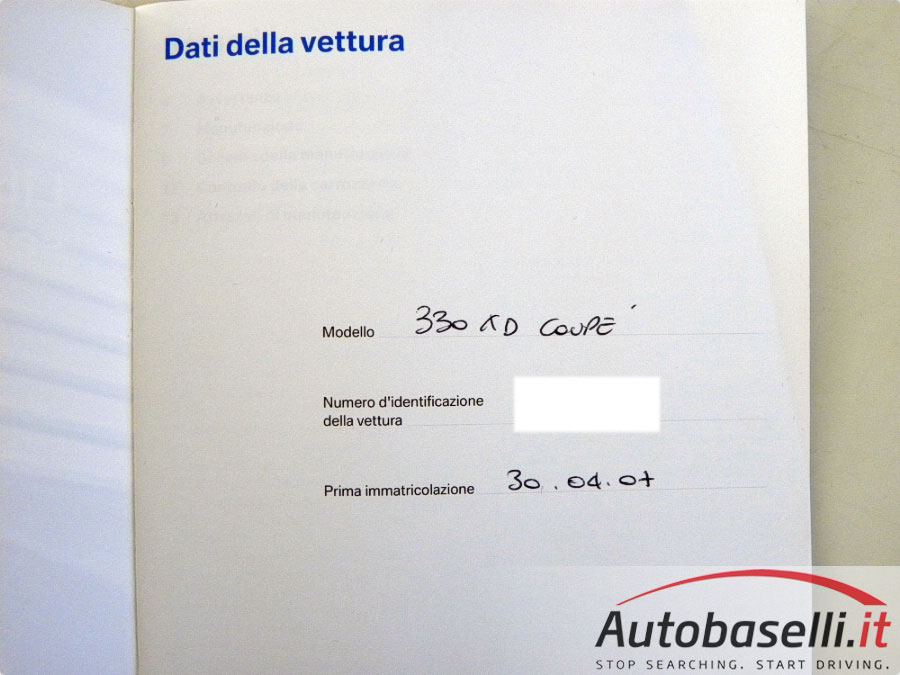 Dati della vettura
Modello 330 XD COUPE'
Numero d'identificazione
della vettura
Prima immatricolazione 30.04.07
Autobaselli.it
STOP SEARCHING. START DRIVING.